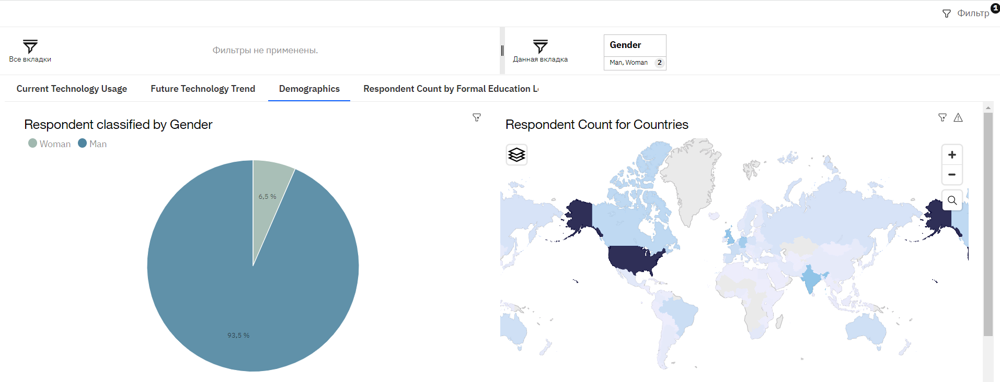 Фильтр 1
Все вкладки
Фильтры не применены.
Данная вкладка
Gender
Man, Woman 2
Current Technology Usage
Future Technology Trend
Demographics
Respondent Count by Formal Education L
Respondent classified by Gender
Woman Man
6,5 %
93,5 %
Respondent Count for Countries